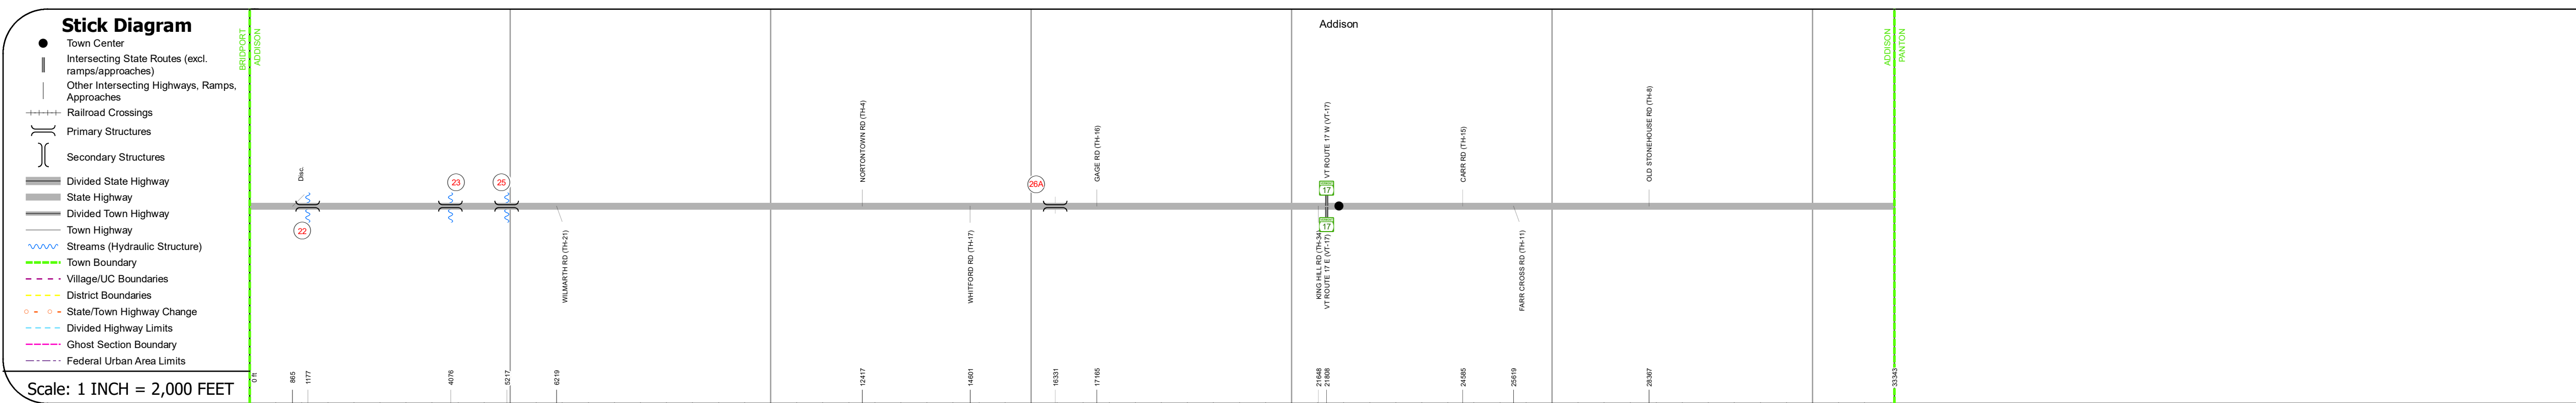 Stick Diagram
Town Center
Intersecting State Routes (excl.
ramps/approaches)
Other Intersecting Highways, Ramps,
Approaches
Railroad Crossings
Primary Structures
Secondary Structures
Divided State Highway
State Highway
Divided Town Highway
Town Highway
Streams (Hydraulic Structure)
Town Boundary
Village/UC Boundaries
District Boundaries
State/Town Highway Change
Divided Highway Limits
Ghost Section Boundary
Federal Urban Area Limits
Scale: 1 INCH = 2,000 FEET
BRIDPORT
ADDISON
Addison
ADDISON
PANTON
Disc.
22
23
25
WILMARTH RD (TH-21)
NORTONTOWN RD (TH-4)
WHITFORD RD (TH-17)
26A
GAGE RD (TH-16)
KING HILL RD (TH-34)
VT ROUTE 17 W (VT-17)
17
17
VT ROUTE 17 E (VT-17)
CARR RD (TH-15)
FARR CROSS RD (TH-11)
OLD STONEHOUSE RD (TH-8)
0 ft
865
1177
4076
5217
6219
12417
14601
16331
17165
21648
21808
24585
25619
28367
33343